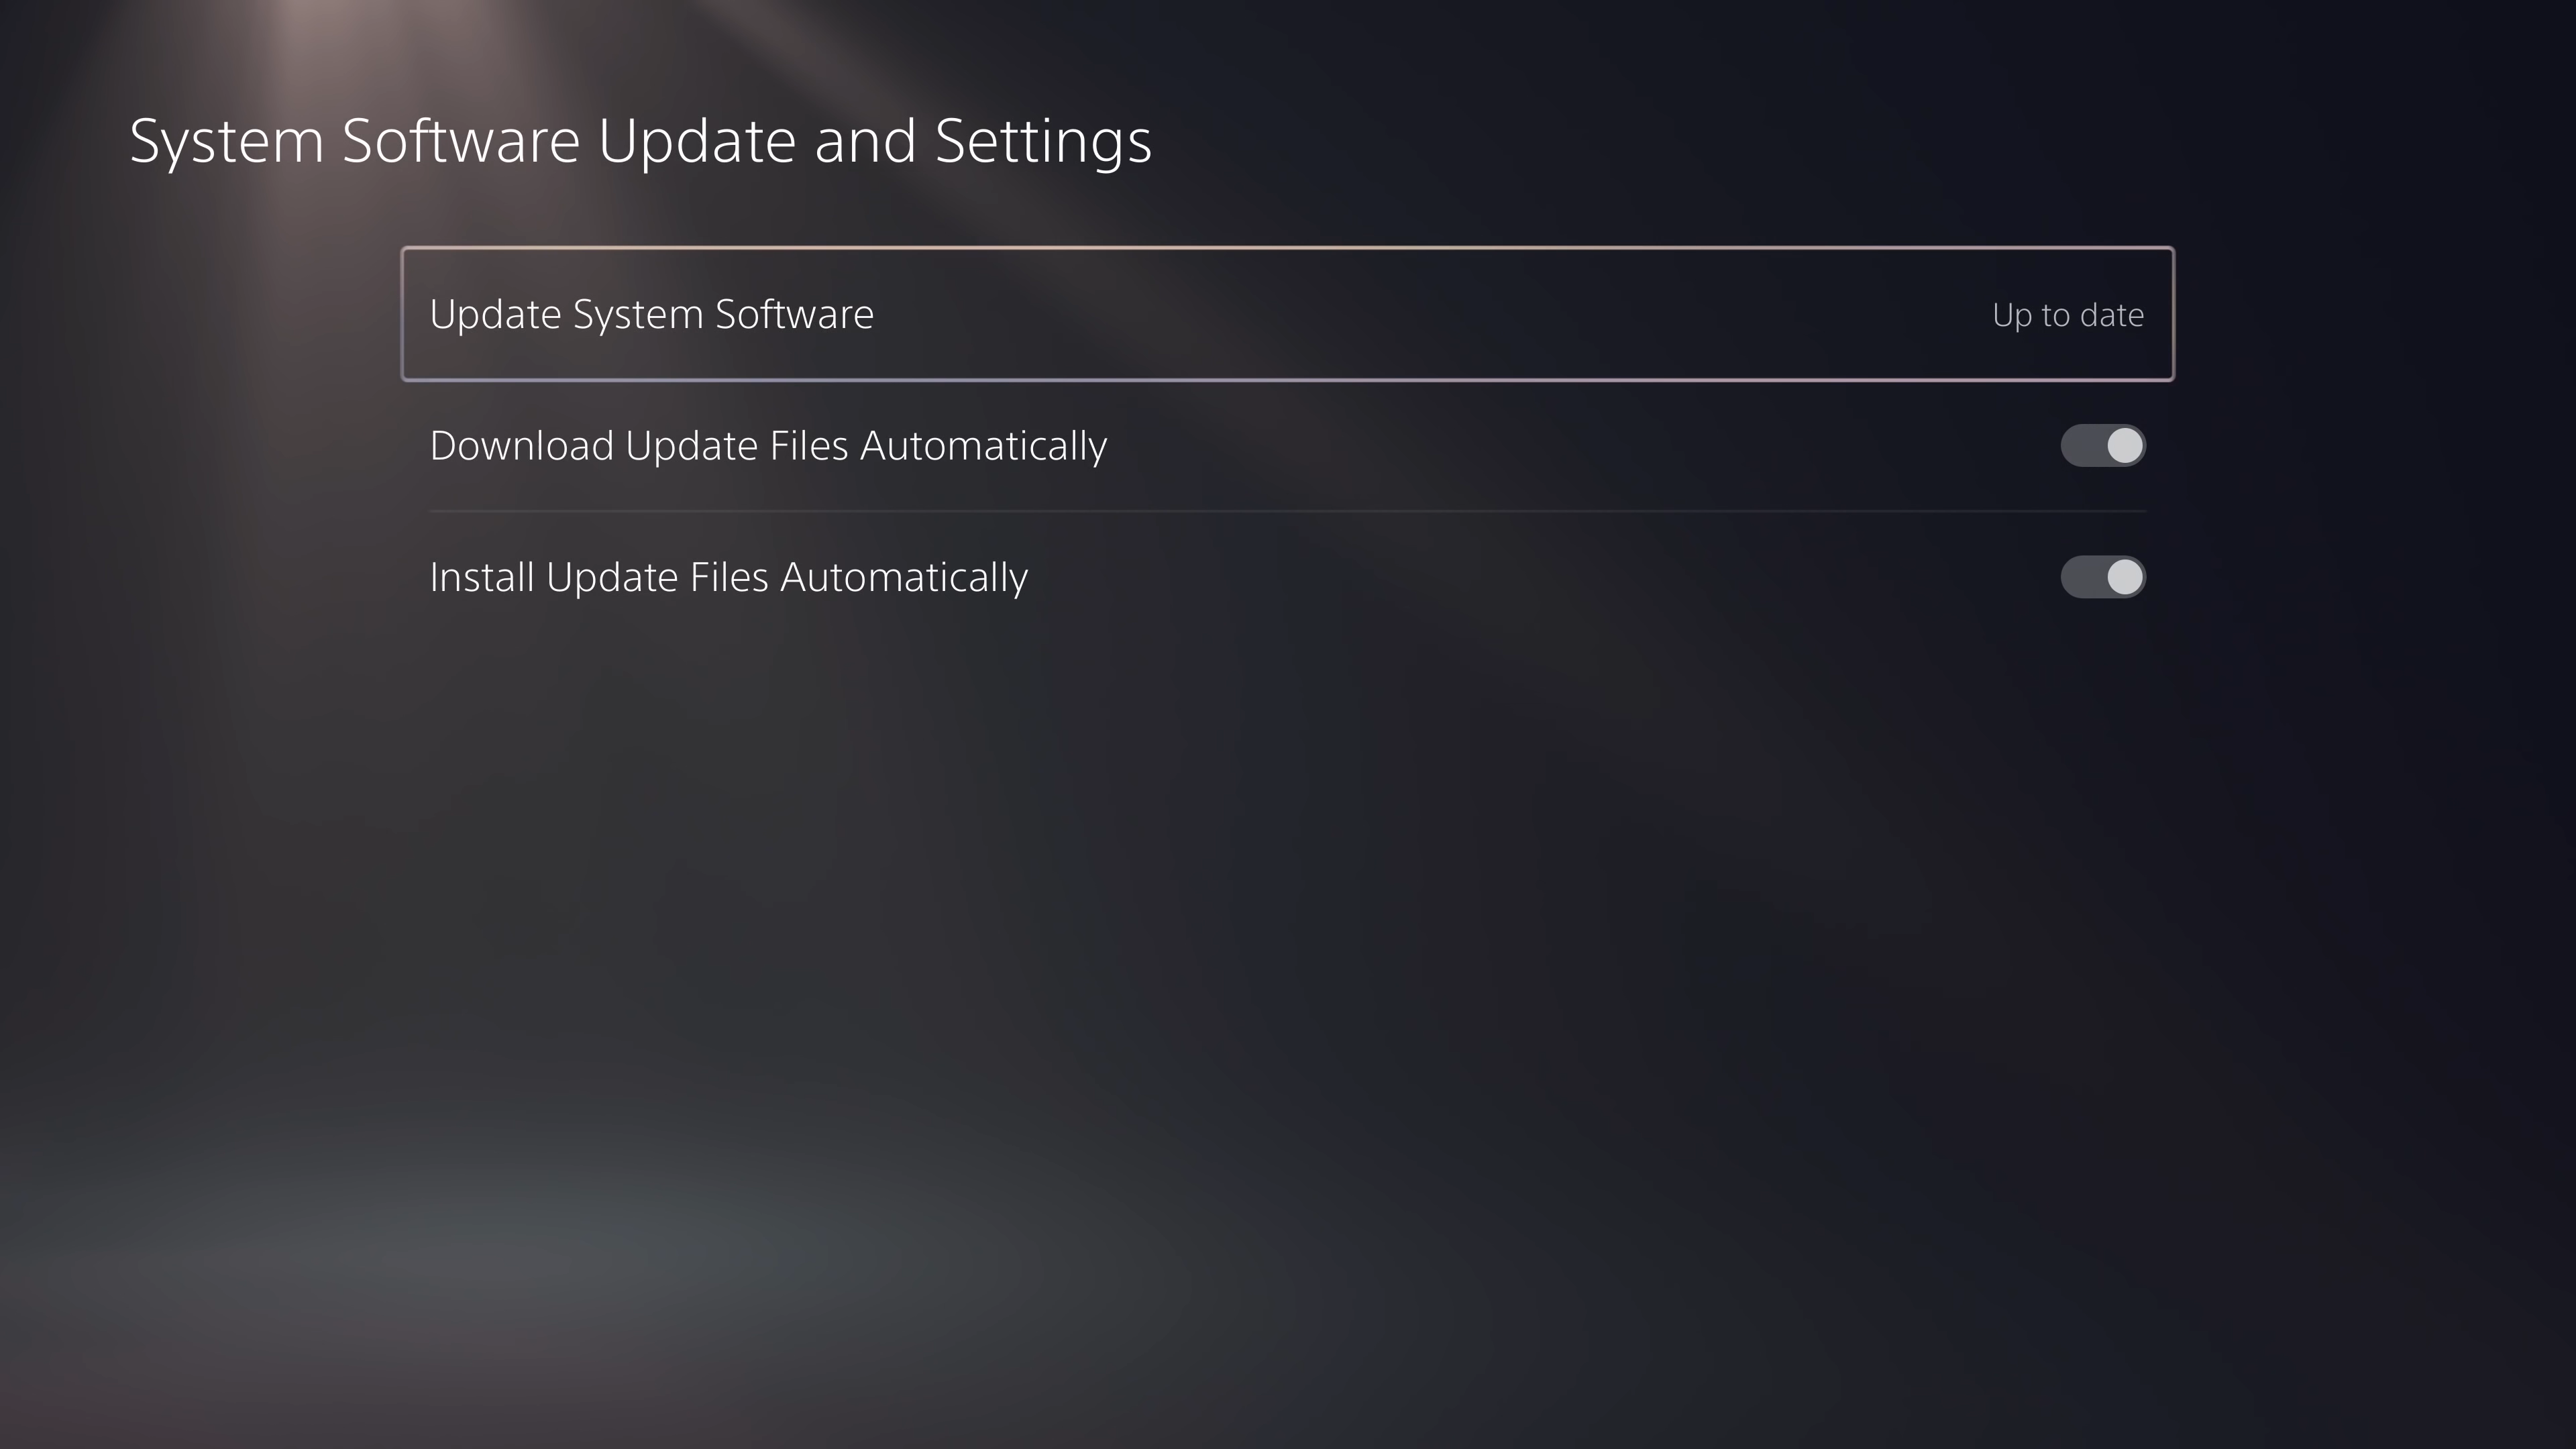 System Software Update and Settings
Update System Software
Up to date
Download Update Files Automatically
Install Update Files Automatically